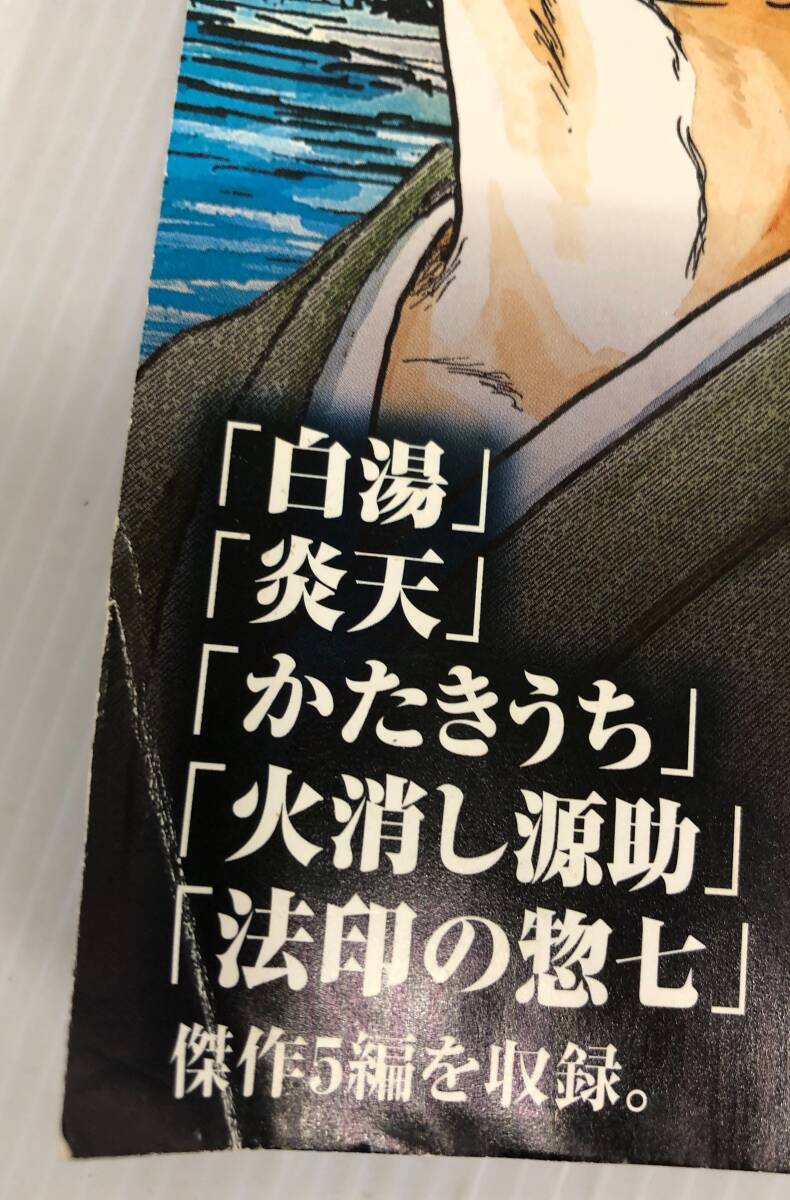 「白湯」
「炎天」
「かたきうち」
「火消し源助」
「法印の惣七」
傑作5編を収録。